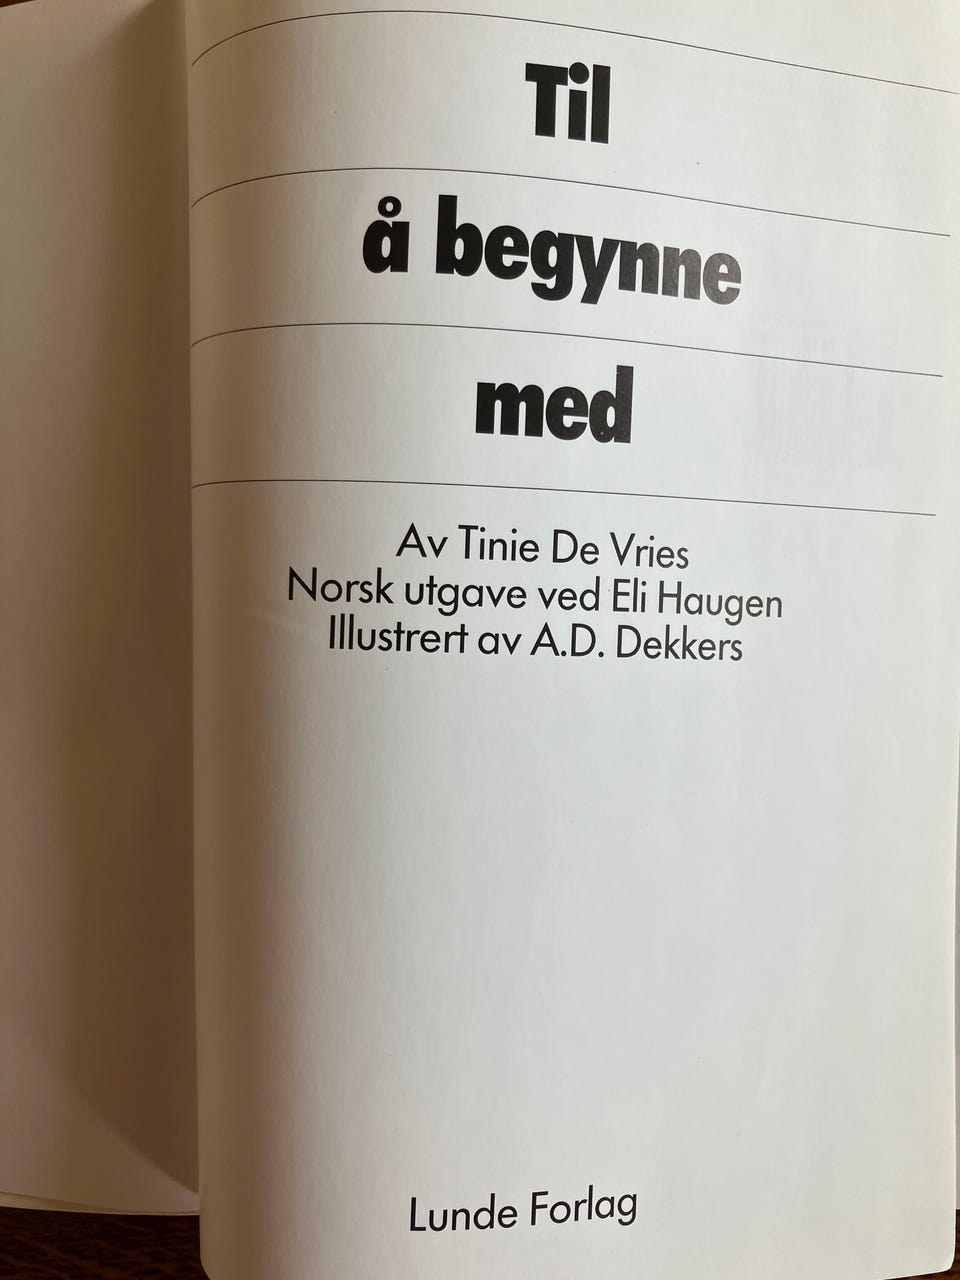 Til
å begynne
med
Av Tinie De Vries
Norsk utgave ved Eli Haugen
Illustrert av A.D. Dekkers
Lunde Forlag